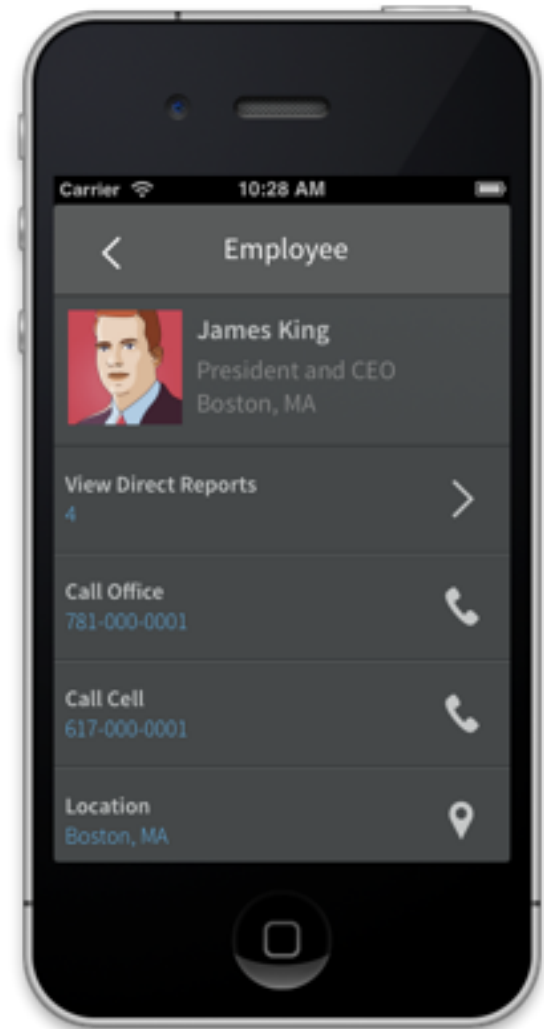 Carrier 10:28 AM
Employee
James King
President and CEO
Boston, MA
View Direct Reports
4
Call Office
781-000-0001
Call Cell
617-000-0001
Location
Boston, MA